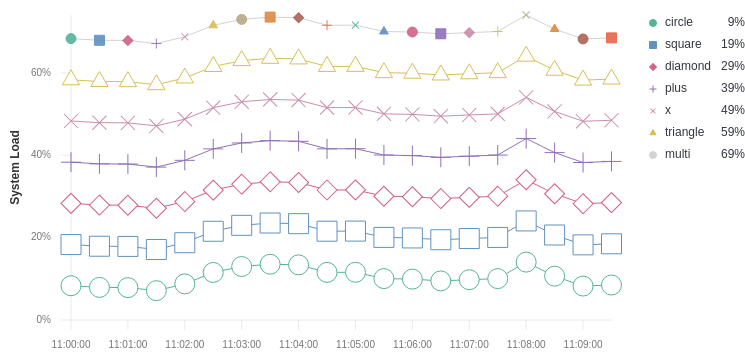 System Load
60%
40%
20%
0%
11:00:00 11:01:00 11:02:00 11:03:00 11:04:00 11:05:00 11:06:00 11:07:00 11:08:00 11:09:00
circle 9%
square 19%
diamond 29%
plus 39%
x 49%
triangle 59%
multi 69%